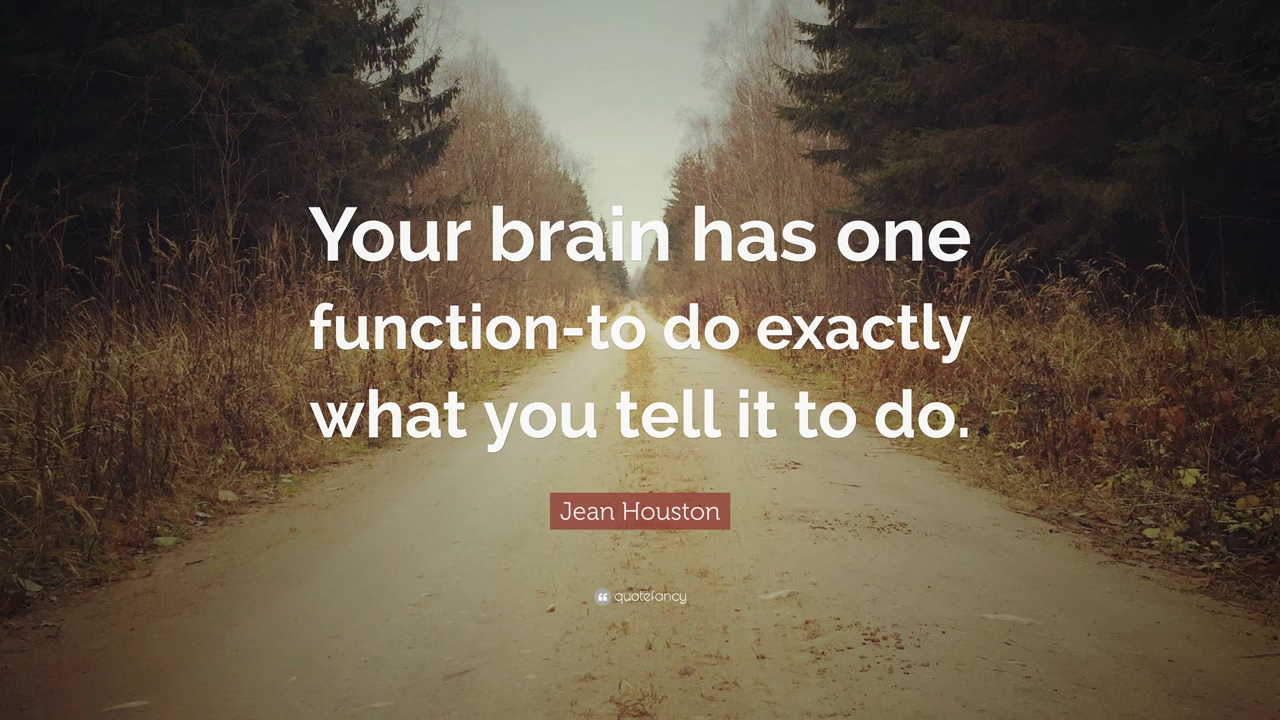 Your brain has one
function-to do exactly
what you tell it to do.
Jean Houston
quotefancy